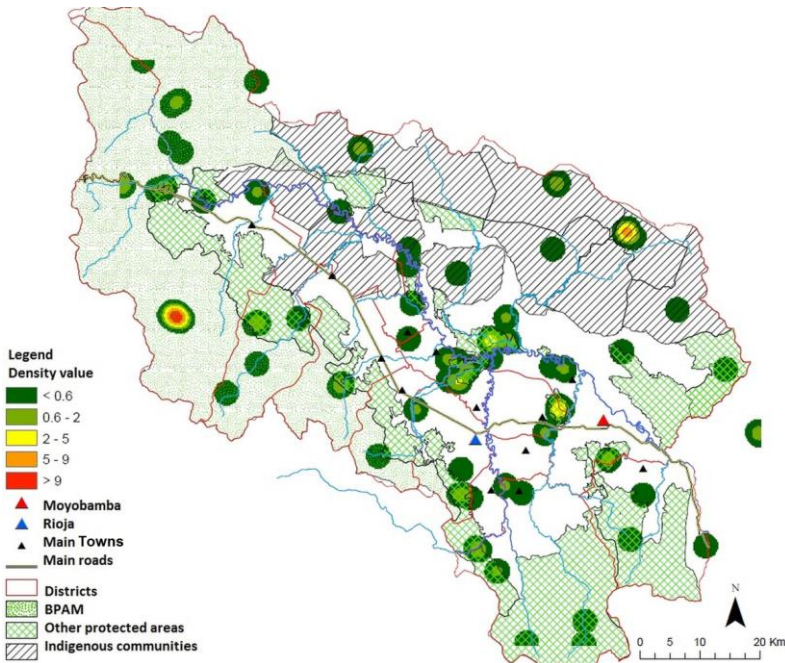 Legend
Density value
< 0.6
0.6 - 2
2 - 5
5 - 9
> 9
Moyobamba
Rioja
Main Towns
Main roads
Districts
BPAM
Other protected areas
Indigenous communities
N
0 5 10 20 Km